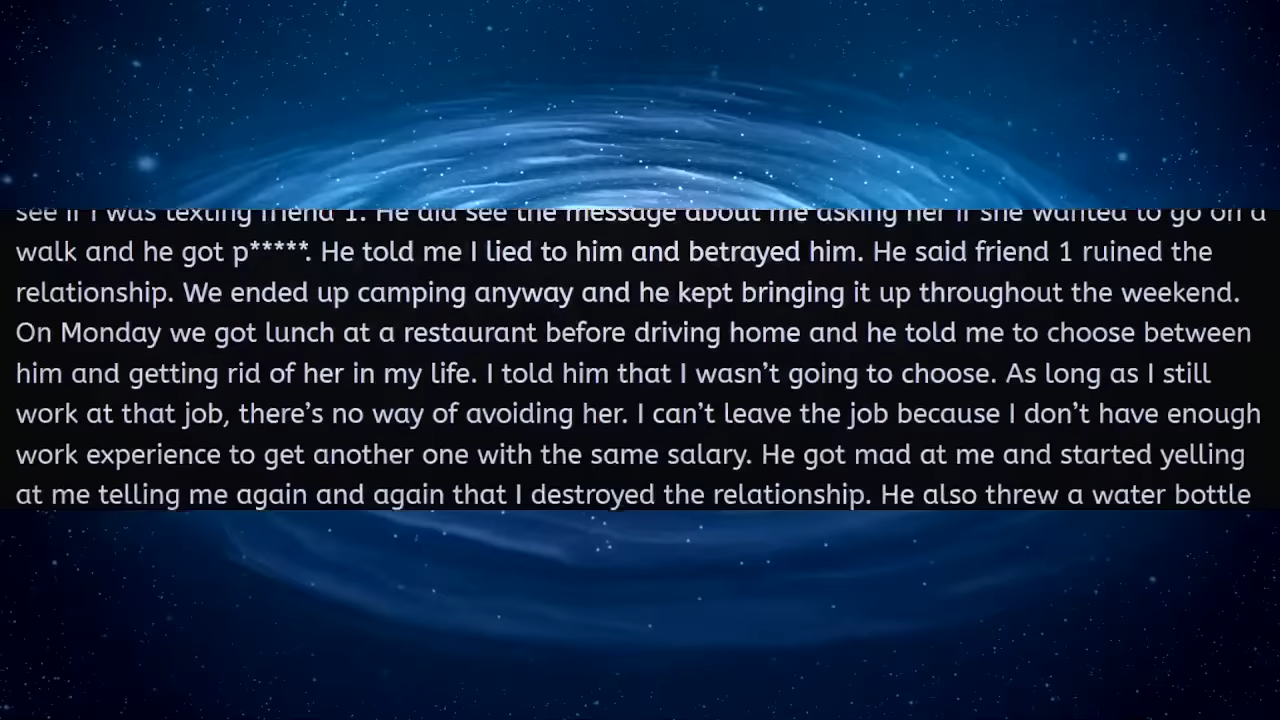 see if I was texting friend 1. He did see the message about me asking her if she wanted to go on a
walk and he got p*****. He told me I lied to him and betrayed him. He said friend 1 ruined the
relationship. We ended up camping anyway and he kept bringing it up throughout the weekend.
On Monday we got lunch at a restaurant before driving home and he told me to choose between
him and getting rid of her in my life. I told him that I wasn’t going to choose. As long as I still
work at that job, there’s no way of avoiding her. I can’t leave the job because I don’t have enough
work experience to get another one with the same salary. He got mad at me and started yelling
at me telling me again and again that I destroyed the relationship. He also threw a water bottle